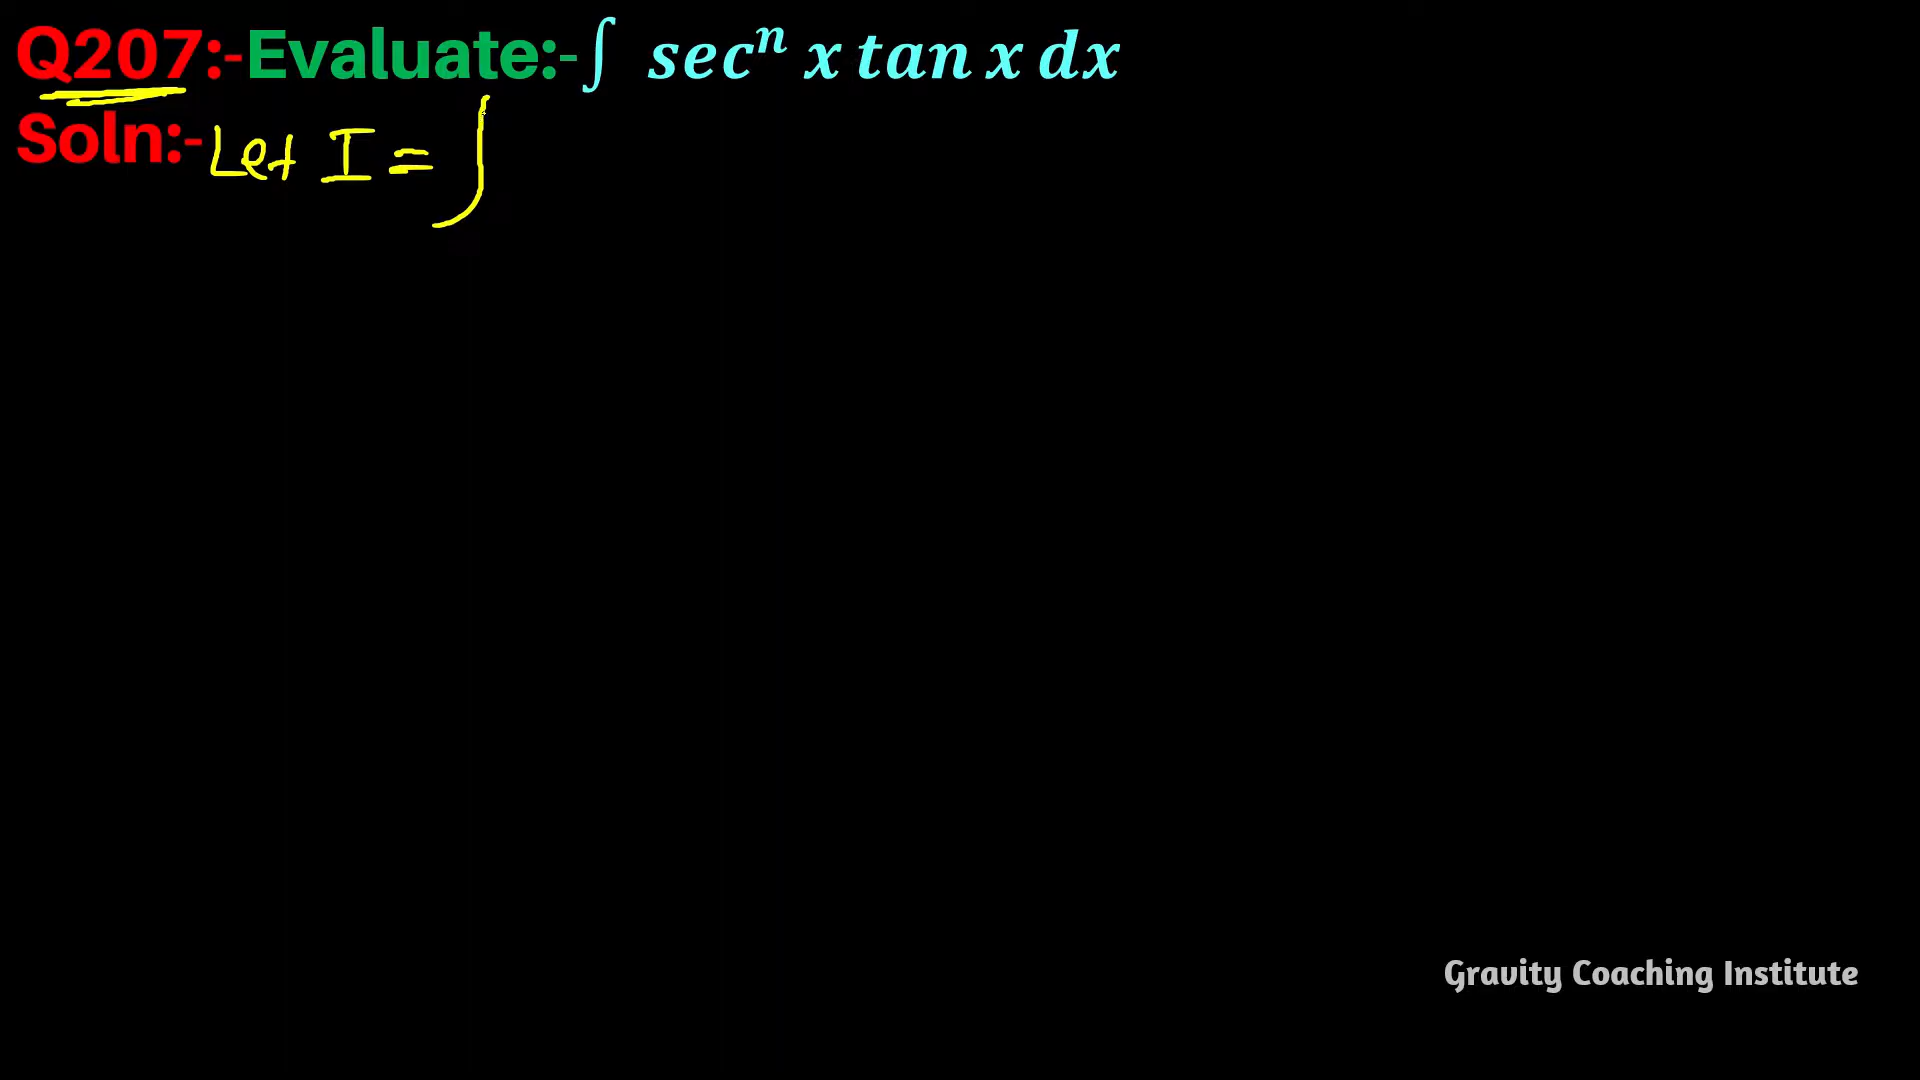 Q207:-Evaluate:-∫ secⁿ x tan x dx
Soln:-Let I = ∫
Gravity Coaching Institute